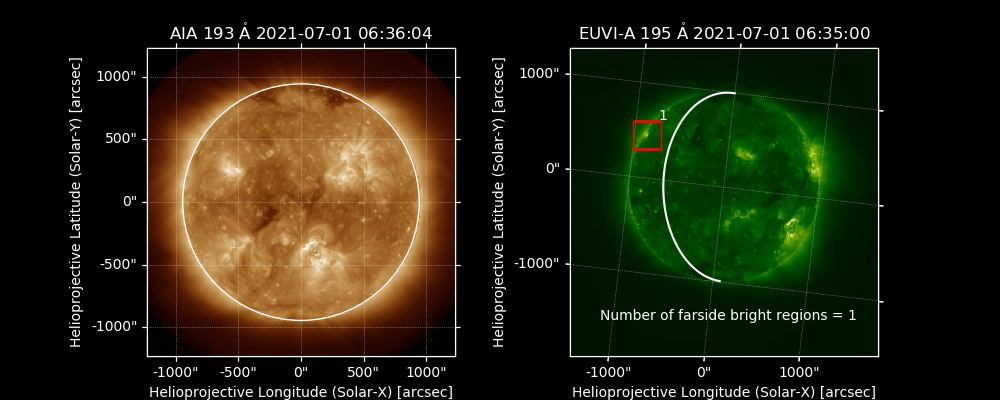 AIA 193 Å 2021-07-01 06:36:04
1000"
500"
0"
-500"
-1000"
Helioprojective Latitude (Solar-Y) [arcsec]
-1000"
-500"
0"
500"
1000"
Helioprojective Longitude (Solar-X) [arcsec]
EUVI-A 195 Å 2021-07-01 06:35:00
1000"
0"
-1000"
Helioprojective Latitude (Solar-Y) [arcsec]
1
Number of farside bright regions = 1
-1000"
0"
1000"
Helioprojective Longitude (Solar-X) [arcsec]